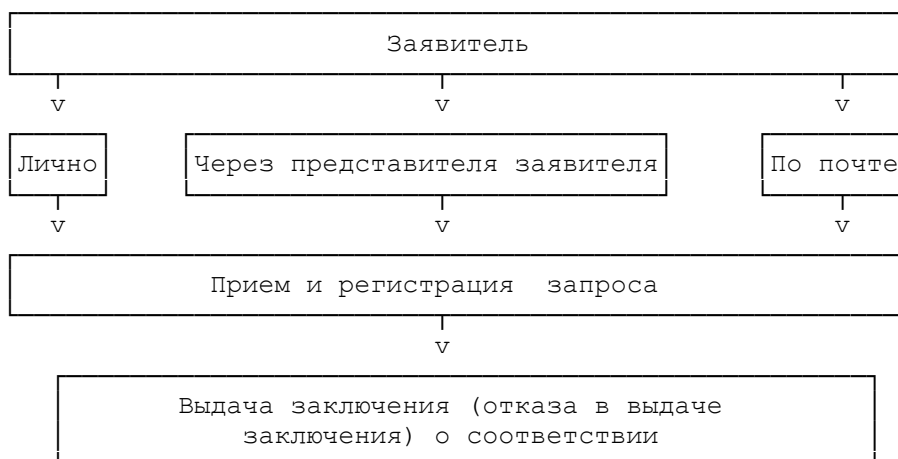 Заявитель
v v v
Лично Через представителя заявителя По почте
v v v
Прием и регистрация запроса
v
Выдача заключения (отказа в выдаче
заключения) о соответствии